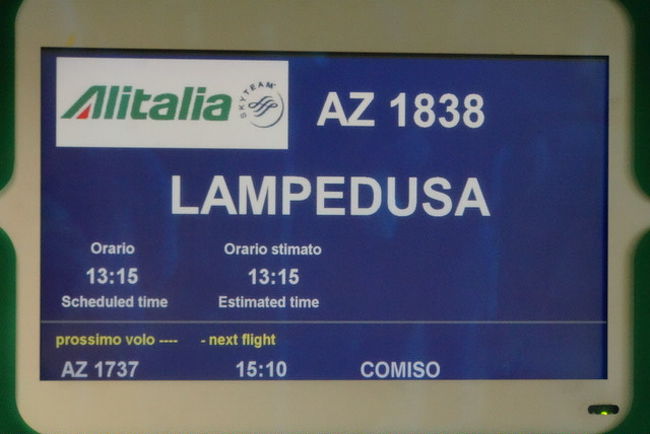 Alitalia SKYTEAM AZ 1838
LAMPEDUSA
Orario Orario stimato
13:15 13:15
Scheduled time Estimated time
prossimo volo ---- - next flight
AZ 1737 15:10 COMISO